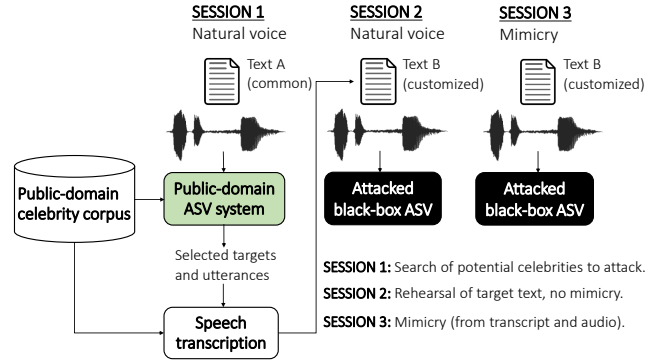 SESSION 1
Natural voice
Text A
(common)
SESSION 2
Natural voice
Text B
(customized)
SESSION 3
Mimicry
Text B
(customized)
Public-domain
celebrity corpus
Public-domain
ASV system
Attacked
black-box ASV
Attacked
black-box ASV
Selected targets
and utterances
Speech
transcription
SESSION 1: Search of potential celebrities to attack.
SESSION 2: Rehearsal of target text, no mimicry.
SESSION 3: Mimicry (from transcript and audio).